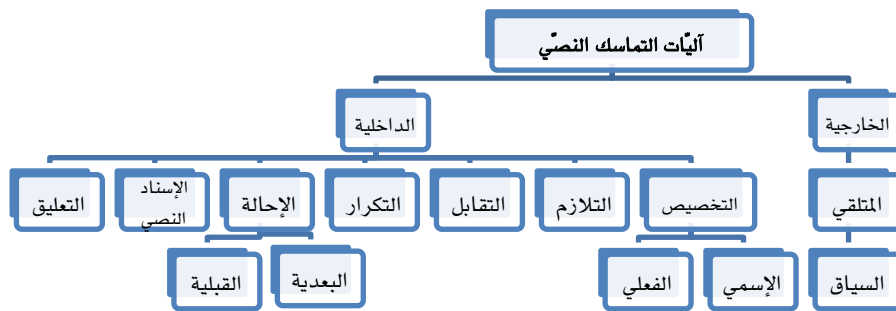 آليّات التماسك النصّي
الخارجية
الداخلية
المتلقي
التخصيص
التلازم
التقابل
التكرار
الإحالة
الإسناد
النصي
التعليق
السياق
الإسمي
الفعلي
البعدية
القبلية